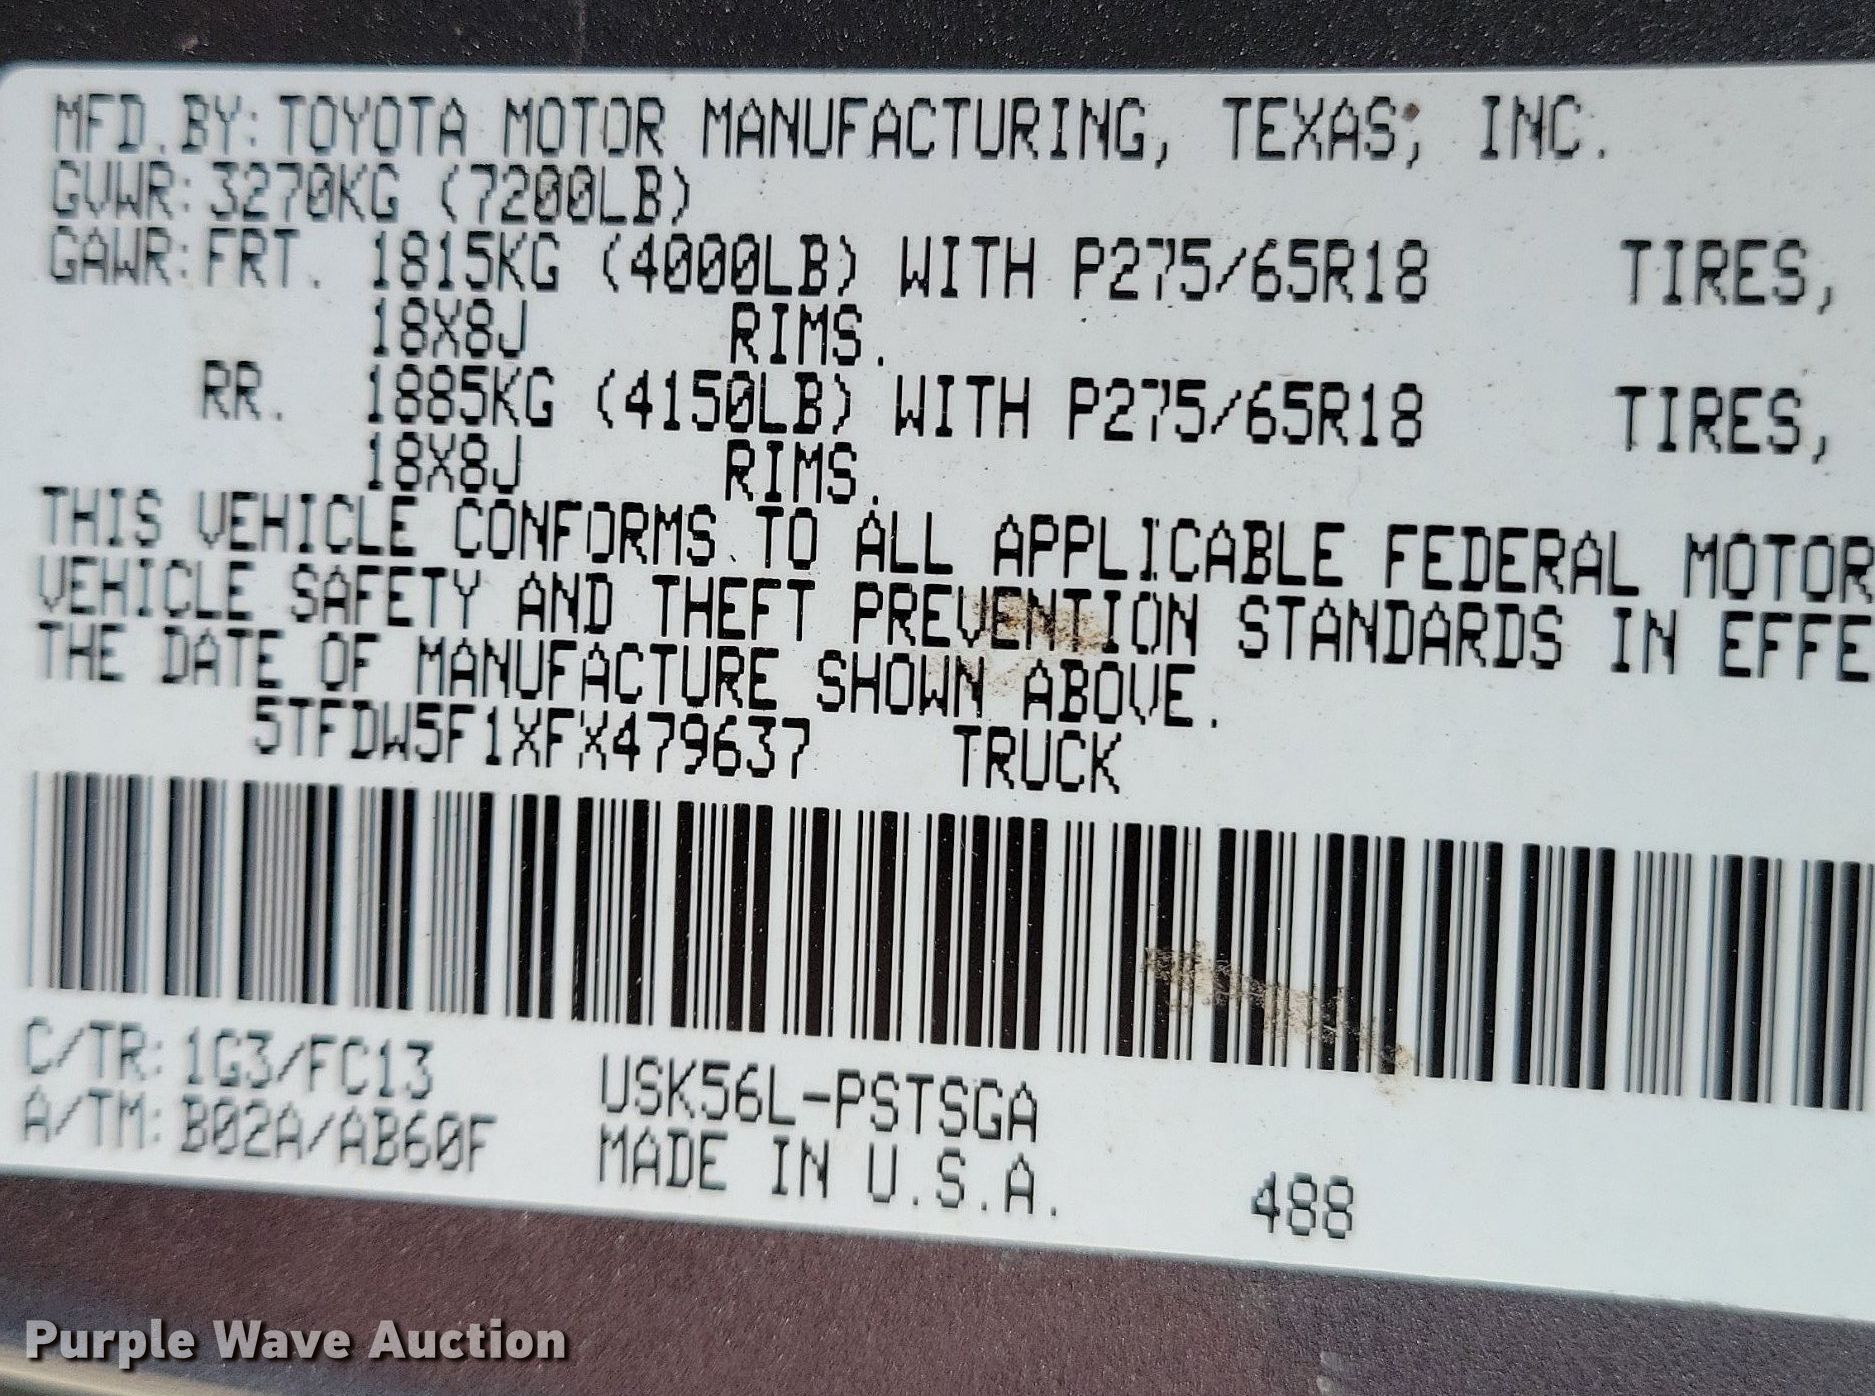 MFD.BY:TOYOTA MOTOR MANUFACTURING, TEXAS, INC.
GVWR:3270KG (7200LB)
GAWR:FRT. 1815KG (4000LB) WITH P275/65R18 TIRES,
18X8J RIMS.
RR. 1885KG (4150LB) WITH P275/65R18 TIRES,
18X8J RIMS.
THIS VEHICLE CONFORMS TO ALL APPLICABLE FEDERAL MOTOR
VEHICLE SAFETY AND THEFT PREVENTION STANDARDS IN EFFE
THE DATE OF MANUFACTURE SHOWN ABOVE.
5TFDW5F1XFX479637 TRUCK
C/TR: 1G3/FC13 USK56L-PSTSGA
A/TM: B02A/AB60F MADE IN U.S.A. 488
Purple Wave Auction